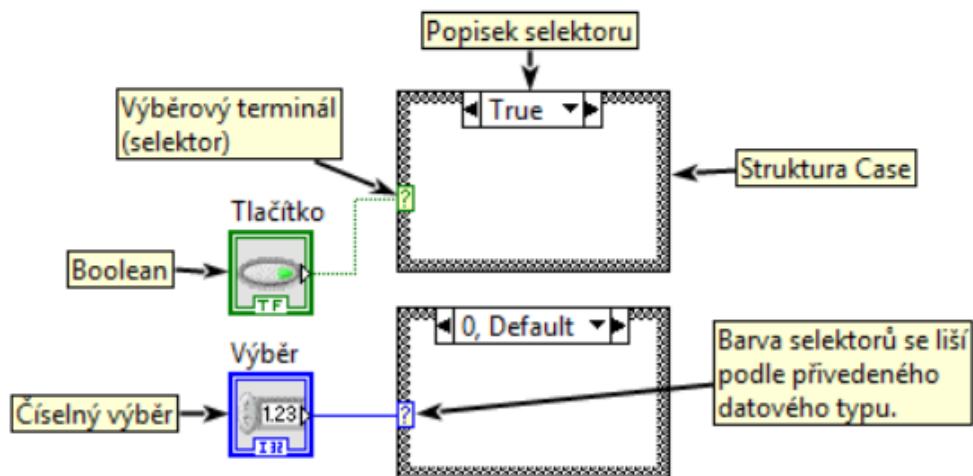 Popisek selektoru
True
Výběrový terminál
(selektor)
Struktura Case
?
Tlačítko
Boolean
TF
0, Default
Výběr
Barva selektorů se liší
podle přivedeného
datového typu.
Číselný výběr
1.23
?
I32